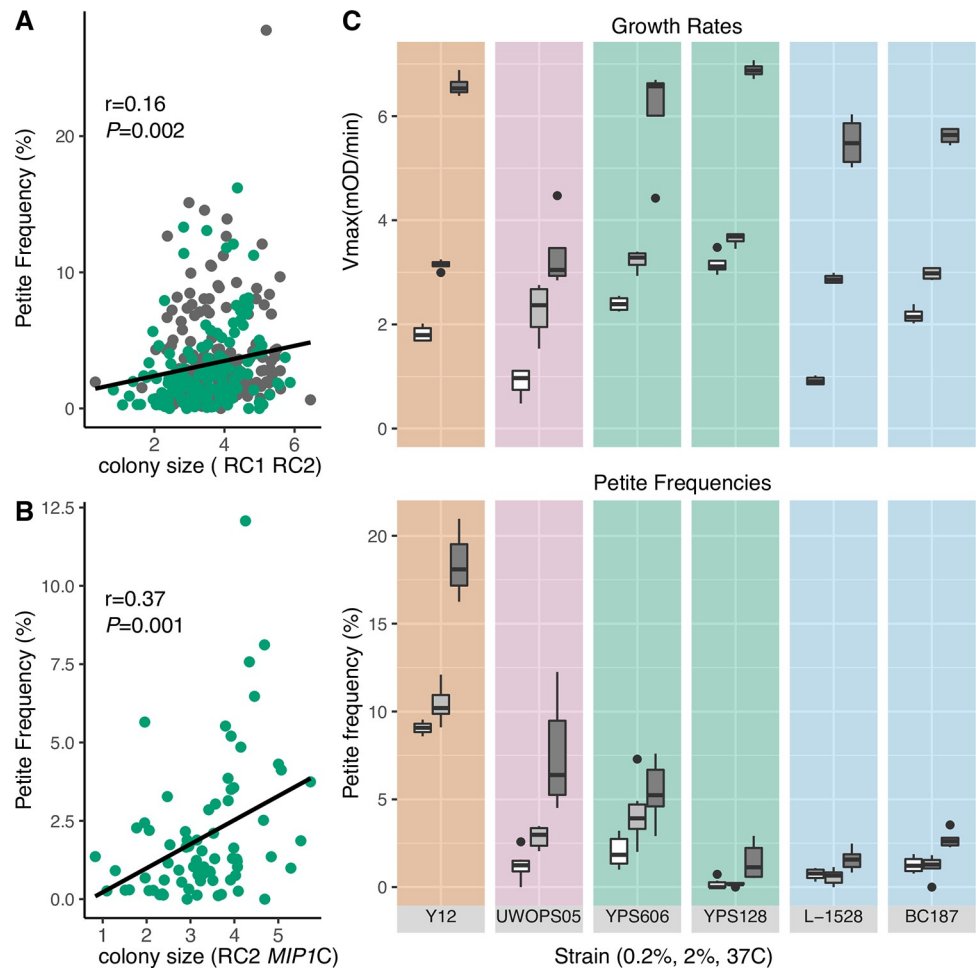 A
Petite Frequency (%)
20
10
0
r=0.16
P=0.002
2 4 6
colony size ( RC1 RC2)
B
Petite Frequency (%)
12.5
10.0
7.5
5.0
2.5
0.0
r=0.37
P=0.001
1 2 3 4 5
colony size (RC2 MIP1C)
C
Growth Rates
Vmax(mOD/min)
6
4
2
0
Petite Frequencies
Petite frequency (%)
20
15
10
5
0
Y12 UWOPS05 YPS606 YPS128 L-1528 BC187
Strain (0.2%, 2%, 37C)